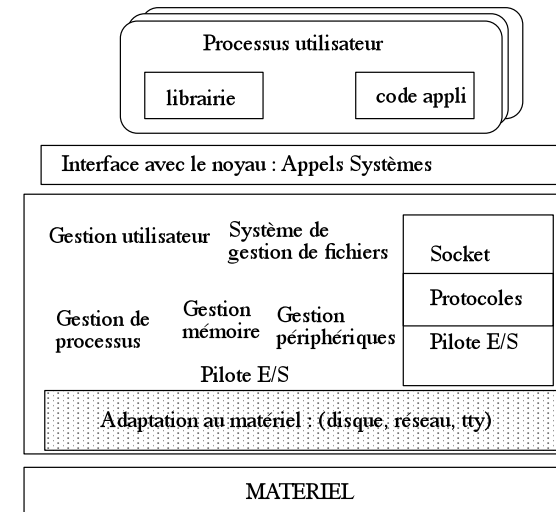 Processus utilisateur
librairie
code appli
Interface avec le noyau : Appels Systèmes
Gestion utilisateur
Système de
gestion de fichiers
Socket
Protocoles
Pilote E/S
Gestion de
processus
Gestion
mémoire
Gestion
périphériques
Pilote E/S
Adaptation au matériel : (disque, réseau, tty)
MATERIEL